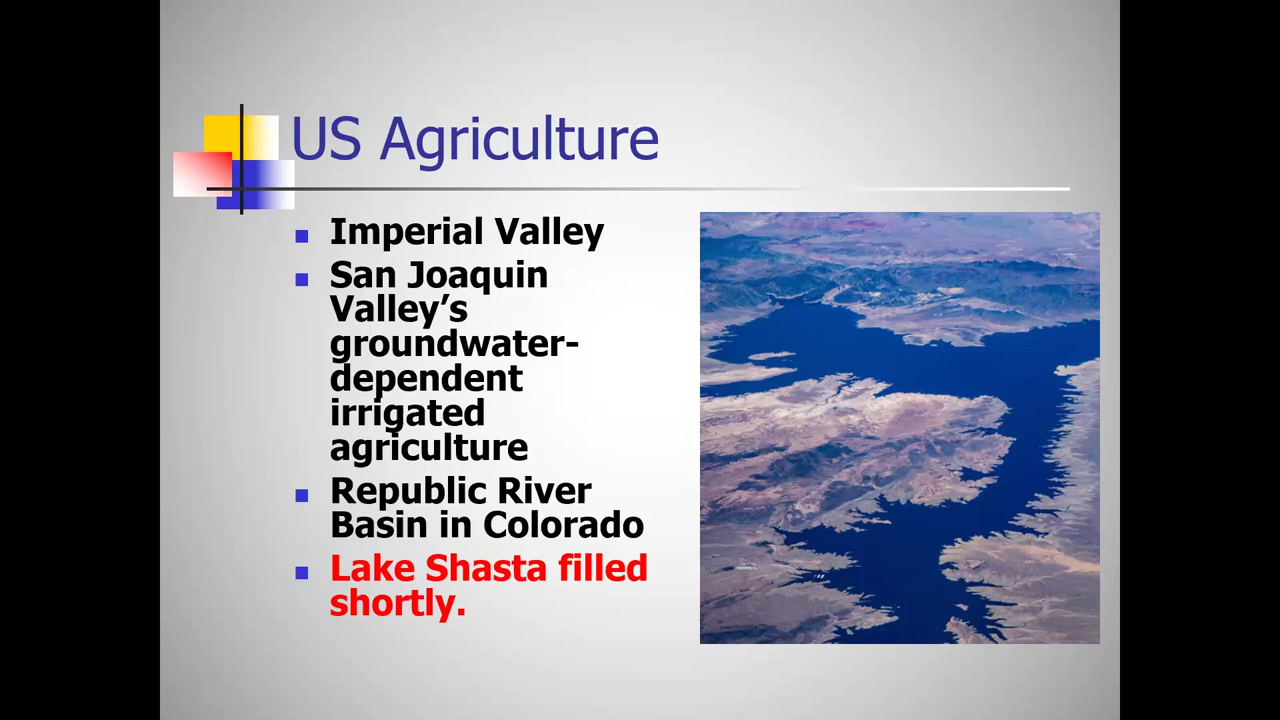 US Agriculture
Imperial Valley
San Joaquin
Valley’s
groundwater-
dependent
irrigated
agriculture
Republic River
Basin in Colorado
Lake Shasta filled
shortly.